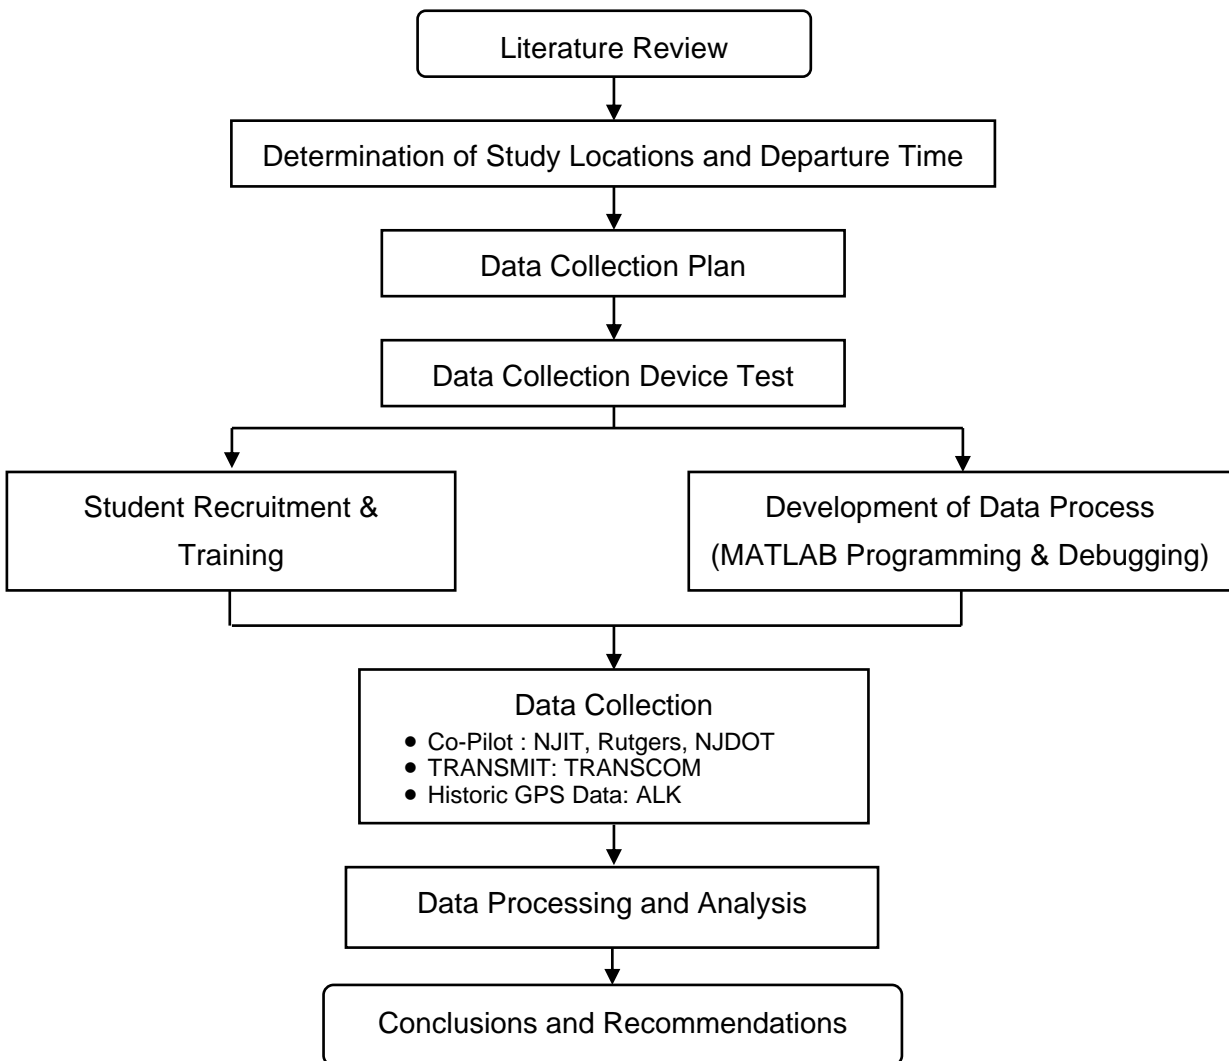 Literature Review
Determination of Study Locations and Departure Time
Data Collection Plan
Data Collection Device Test
Student Recruitment &
Training
Development of Data Process
(MATLAB Programming & Debugging)
Data Collection
● Co-Pilot : NJIT, Rutgers, NJDOT
● TRANSMIT: TRANSCOM
● Historic GPS Data: ALK
Data Processing and Analysis
Conclusions and Recommendations